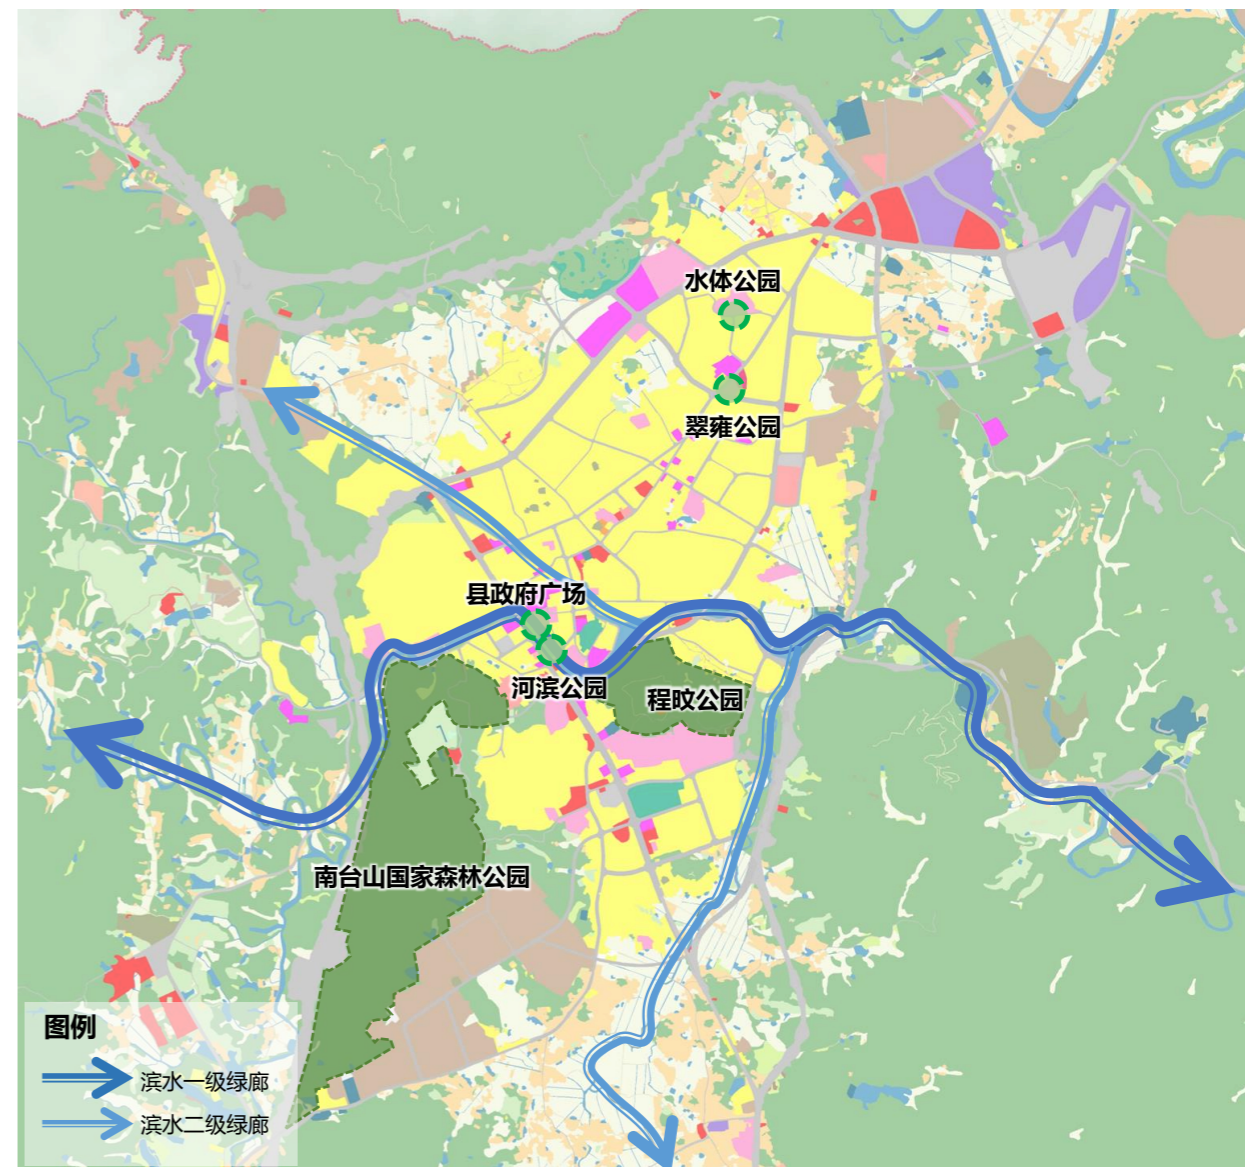 水体公园
翠雍公园
县政府广场
河滨公园
程旼公园
南台山国家森林公园
图例
滨水一级绿廊
滨水二级绿廊